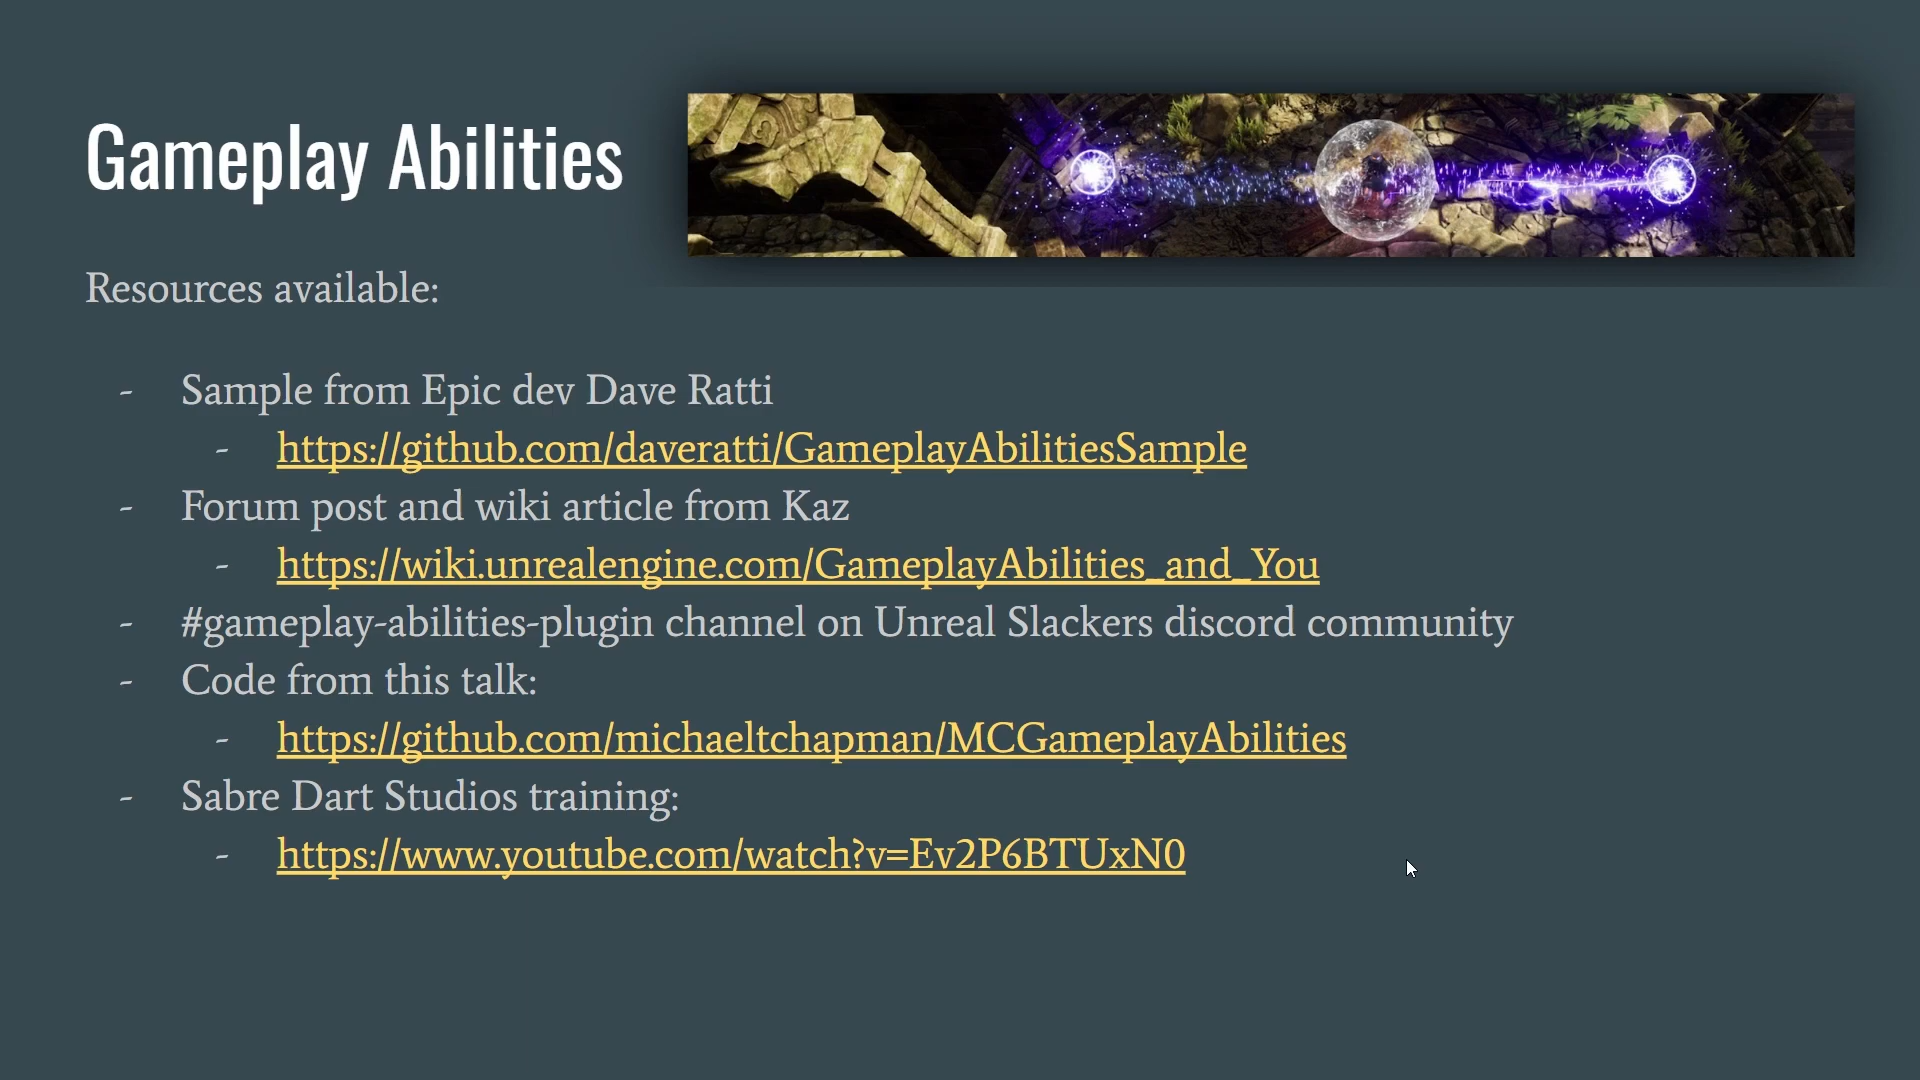 Gameplay Abilities
Resources available:
- Sample from Epic dev Dave Ratti
- https://github.com/daveratti/GameplayAbilitiesSample
- Forum post and wiki article from Kaz
- https://wiki.unrealengine.com/GameplayAbilities_and_You
- #gameplay-abilities-plugin channel on Unreal Slackers discord community
- Code from this talk:
- https://github.com/michaeltchapman/MCGameplayAbilities
- Sabre Dart Studios training:
- https://www.youtube.com/watch?v=Ev2P6BTUxN0